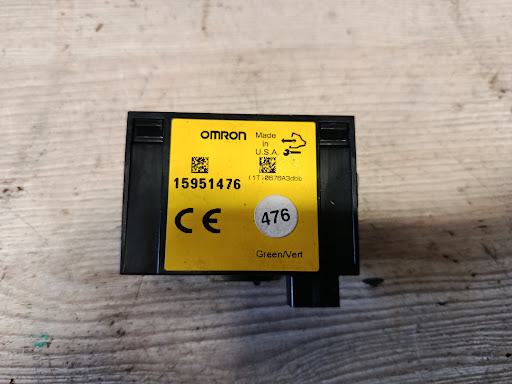 OMRON
Made
in
U.S.A.
15951476
CE
476
Green/Vert